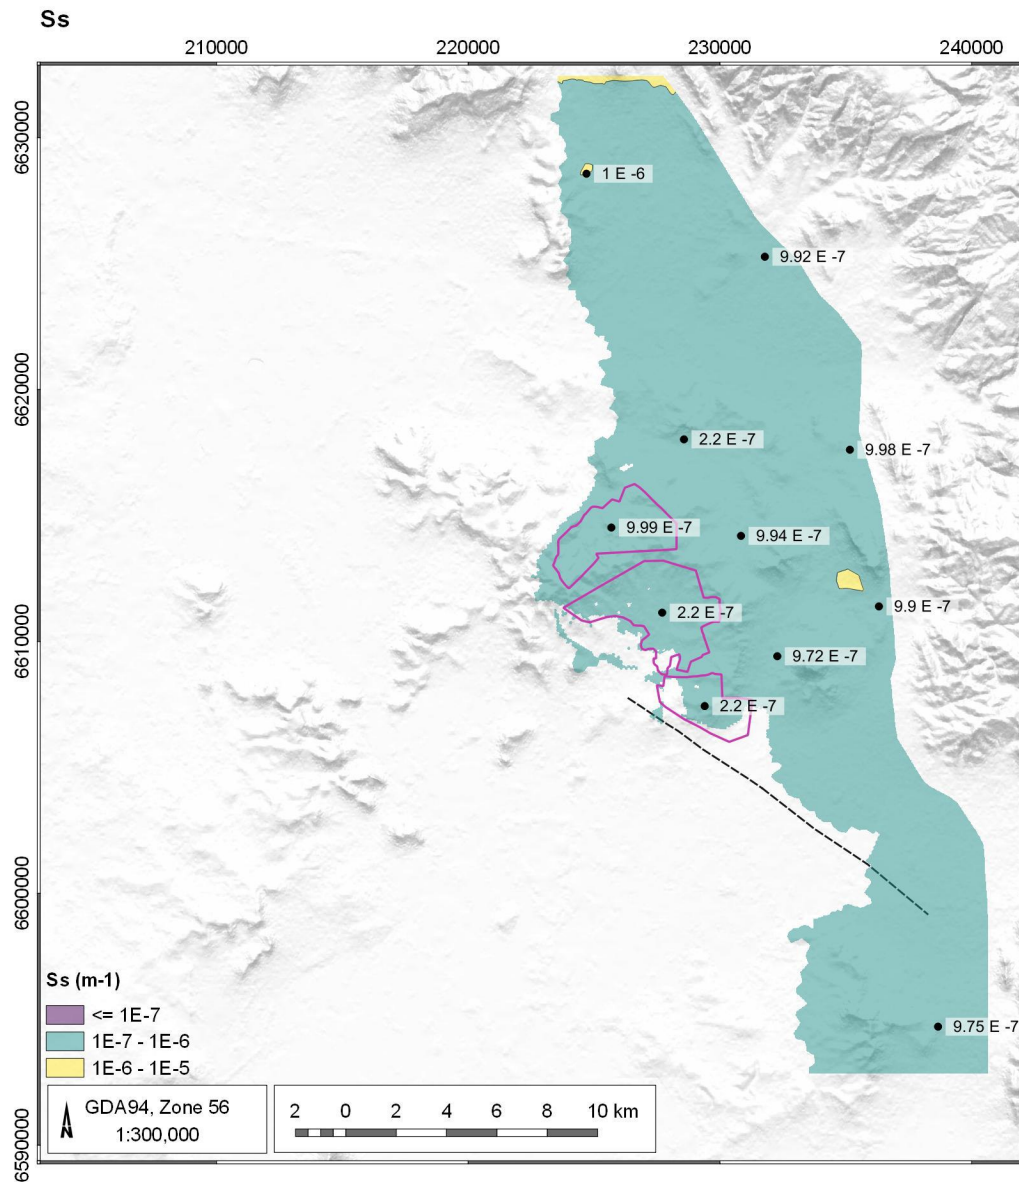 Ss
210000 220000 230000 240000
6630000
1 E -6
9.92 E -7
6620000
2.2 E -7
9.98 E -7
9.99 E -7
9.94 E -7
9.9 E -7
2.2 E -7
6610000
9.72 E -7
2.2 E -7
6600000
9.75 E -7
Ss (m-1)
<= 1E-7
1E-7 - 1E-6
1E-6 - 1E-5
N
GDA94, Zone 56
1:300,000
2 0 2 4 6 8 10 km
6590000